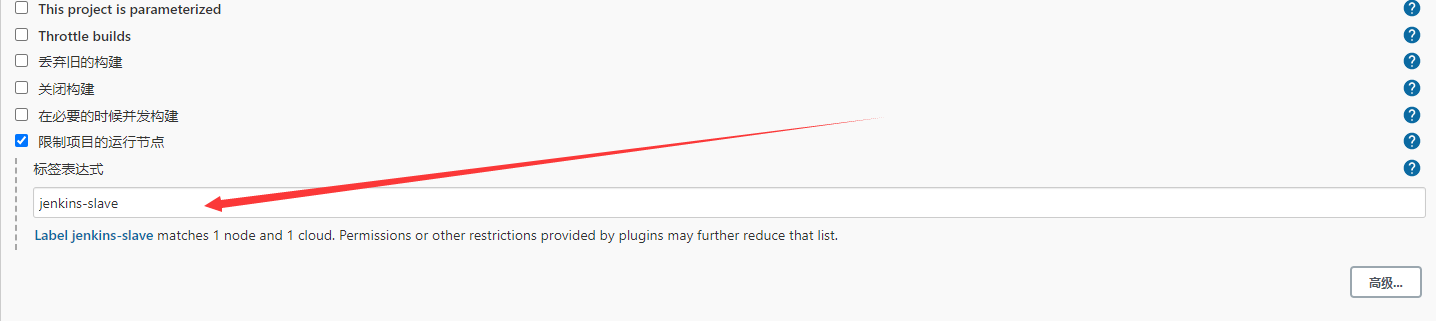 This project is parameterized
Throttle builds
丢弃旧的构建
关闭构建
在必要的时候并发构建
限制项目的运行节点
标签表达式
jenkins-slave
Label jenkins-slave matches 1 node and 1 cloud. Permissions or other restrictions provided by plugins may further reduce that list.
高级...